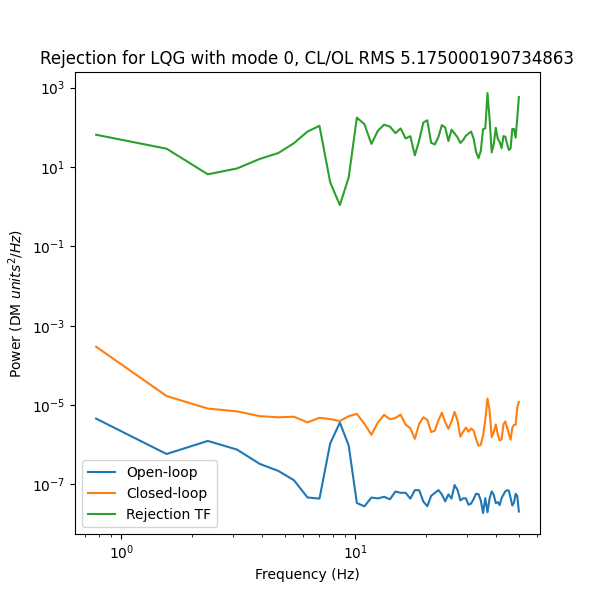 Rejection for LQG with mode 0, CL/OL RMS 5.175000190734863
10³
10¹
10⁻¹
10⁻³
10⁻⁵
10⁻⁷
Power (DM units²/Hz)
Open-loop
Closed-loop
Rejection TF
10⁰
10¹
Frequency (Hz)